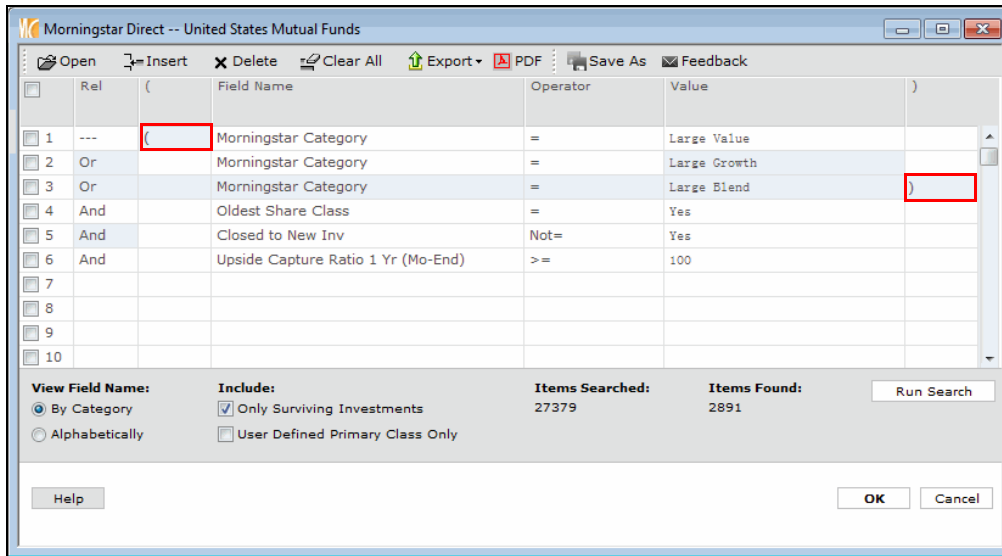 Morningstar Direct -- United States Mutual Funds
Open Insert Delete Clear All Export PDF Save As Feedback
Rel ( Field Name Operator Value )
1 --- ( Morningstar Category = Large Value
2 Or Morningstar Category = Large Growth
3 Or Morningstar Category = Large Blend )
4 And Oldest Share Class = Yes
5 And Closed to New Inv Not= Yes
6 And Upside Capture Ratio 1 Yr (Mo-End) >= 100
7
8
9
10
View Field Name: Include: Items Searched: Items Found: Run Search
By Category Only Surviving Investments 27379 2891
Alphabetically User Defined Primary Class Only
Help OK Cancel